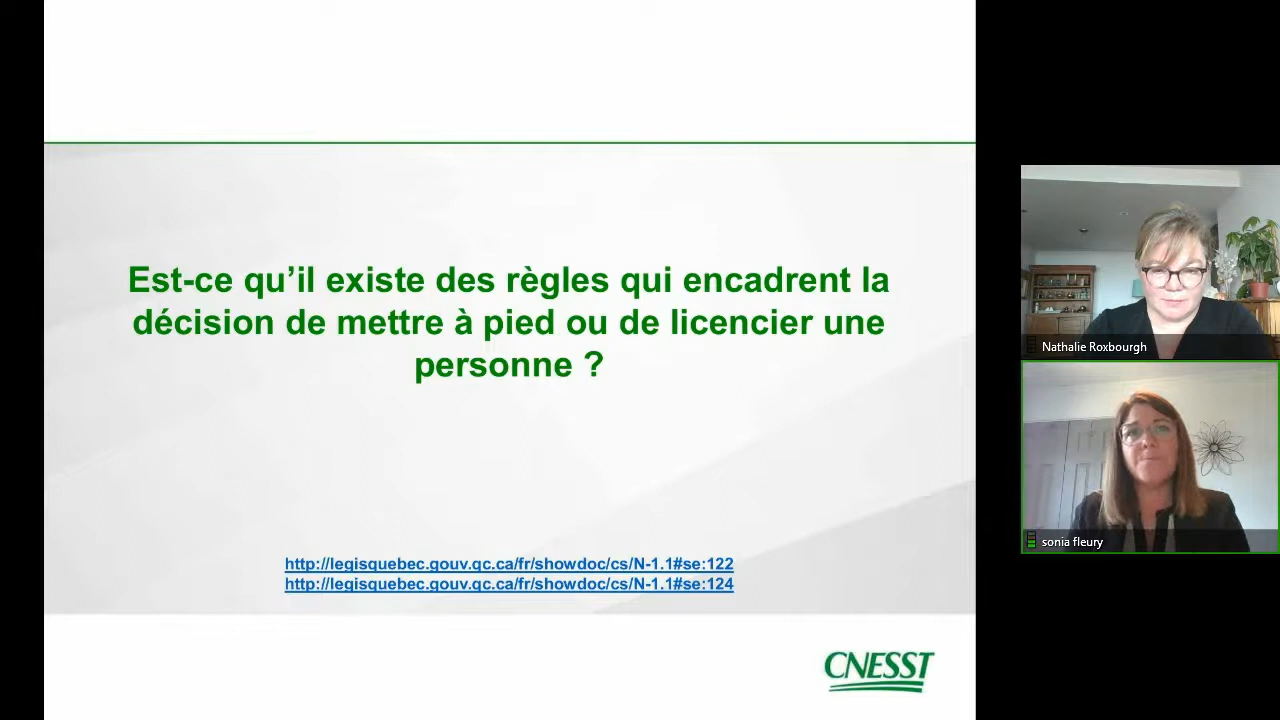 Est-ce qu’il existe des règles qui encadrent la
décision de mettre à pied ou de licencier une
personne ?
http://legisquebec.gouv.qc.ca/fr/showdoc/cs/N-1.1#se:122
http://legisquebec.gouv.qc.ca/fr/showdoc/cs/N-1.1#se:124
CNESST
Nathalie Roxbourgh
sonia fleury